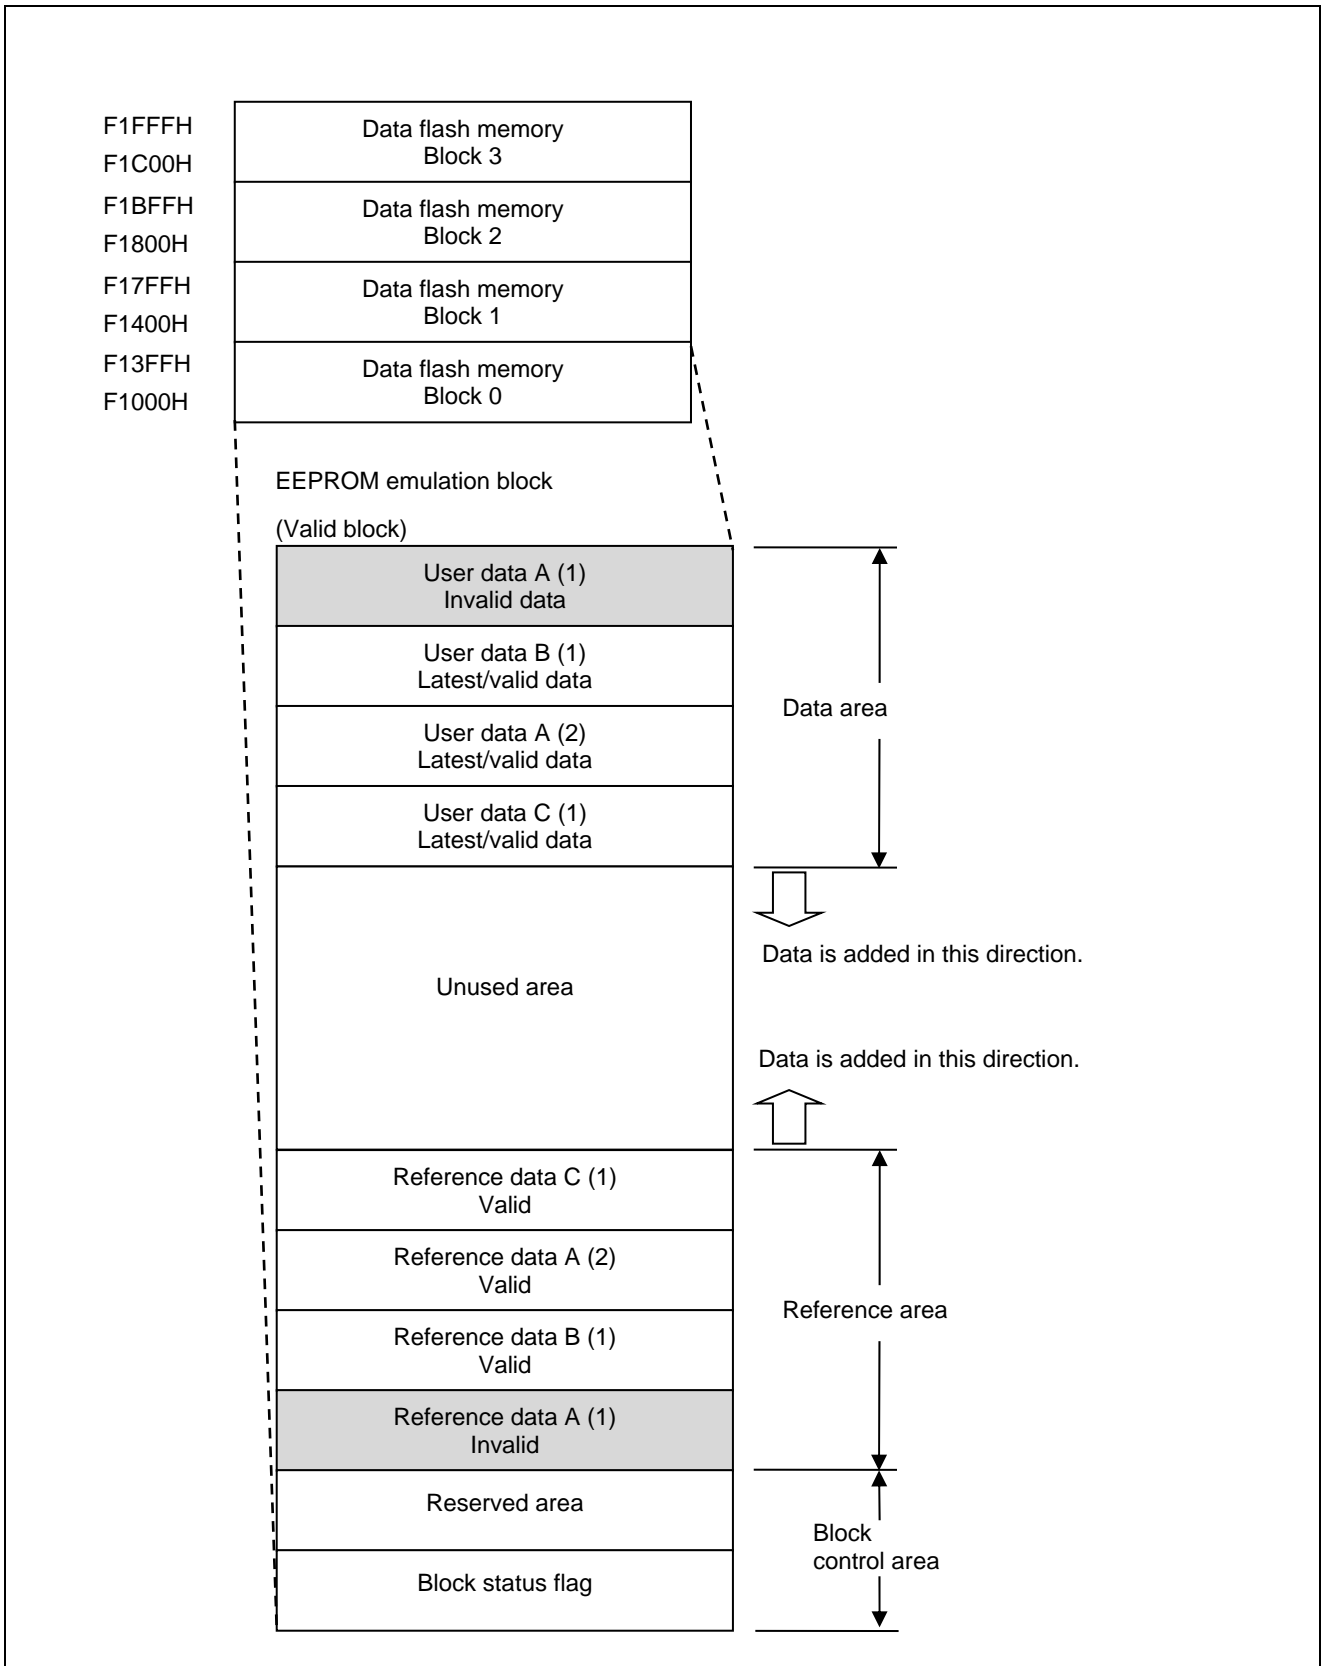 F1FFFH
Data flash memory
Block 3
F1C00H
F1BFFH
Data flash memory
Block 2
F1800H
F17FFH
Data flash memory
Block 1
F1400H
F13FFH
Data flash memory
Block 0
F1000H
EEPROM emulation block
(Valid block)
User data A (1)
Invalid data
User data B (1)
Latest/valid data
Data area
User data A (2)
Latest/valid data
User data C (1)
Latest/valid data
Data is added in this direction.
Unused area
Data is added in this direction.
Reference data C (1)
Valid
Reference data A (2)
Valid
Reference area
Reference data B (1)
Valid
Reference data A (1)
Invalid
Reserved area
Block
control area
Block status flag